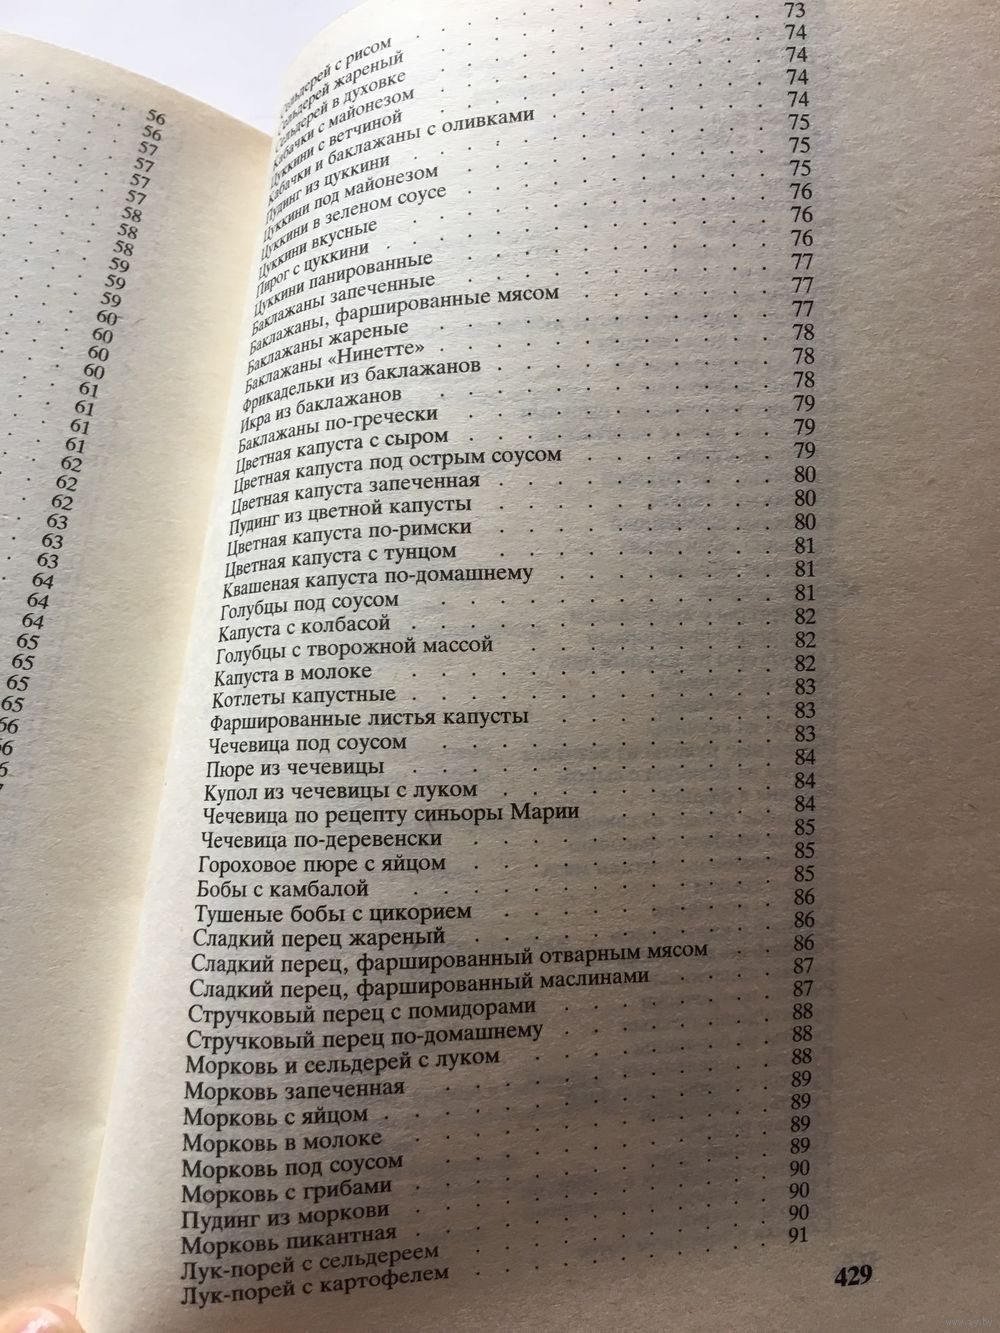 56
56
57
57
57
57
58
58
58
59
59
59
60
60
60
60
61
61
61
61
62
62
62
63
63
63
64
64
64
65
65
65
65
Сельдерей с рисом
Сельдерей жареный 73
Сельдерей в духовке 74
Кабачки с майонезом 74
Цуккини с ветчиной 74
Кабачки и баклажаны с оливками 74
Пудинг из цуккини 75
Цуккини под майонезом 75
Цуккини в зеленом соусе 75
Цуккини вкусные 76
Пирог с цуккини 76
Цуккини панированные 76
Баклажаны запеченные 77
Баклажаны, фаршированные мясом 77
Баклажаны жареные 77
Баклажаны «Нинетте» 78
Фрикадельки из баклажанов 78
Икра из баклажанов 78
Баклажаны по-гречески 79
Цветная капуста с сыром 79
Цветная капуста под острым соусом 79
Цветная капуста запеченная 80
Пудинг из цветной капусты 80
Цветная капуста по-римски 80
Цветная капуста с тунцом 81
Квашеная капуста по-домашнему 81
Голубцы под соусом 81
Капуста с колбасой 82
Голубцы с творожной массой 82
Капуста в молоке 82
Котлеты капустные 83
Фаршированные листья капусты 83
Чечевица под соусом 83
Пюре из чечевицы 84
Купол из чечевицы с луком 84
Чечевица по рецепту синьоры Марии 84
Чечевица по-деревенски 85
Гороховое пюре с яйцом 85
Бобы с камбалой 85
Тушеные бобы с цикорием 86
Сладкий перец жареный 86
Сладкий перец, фаршированный отварным мясом 86
Сладкий перец, фаршированный маслинами 87
Стручковый перец с помидорами 87
Стручковый перец по-домашнему 88
Морковь и сельдерей с луком 88
Морковь запеченная 88
Морковь с яйцом 89
Морковь в молоке 89
Морковь под соусом 89
Морковь с грибами 89
Пудинг из моркови 90
Морковь пикантная 90
Лук-порей с сельдереем 90
Лук-порей с картофелем 91
429